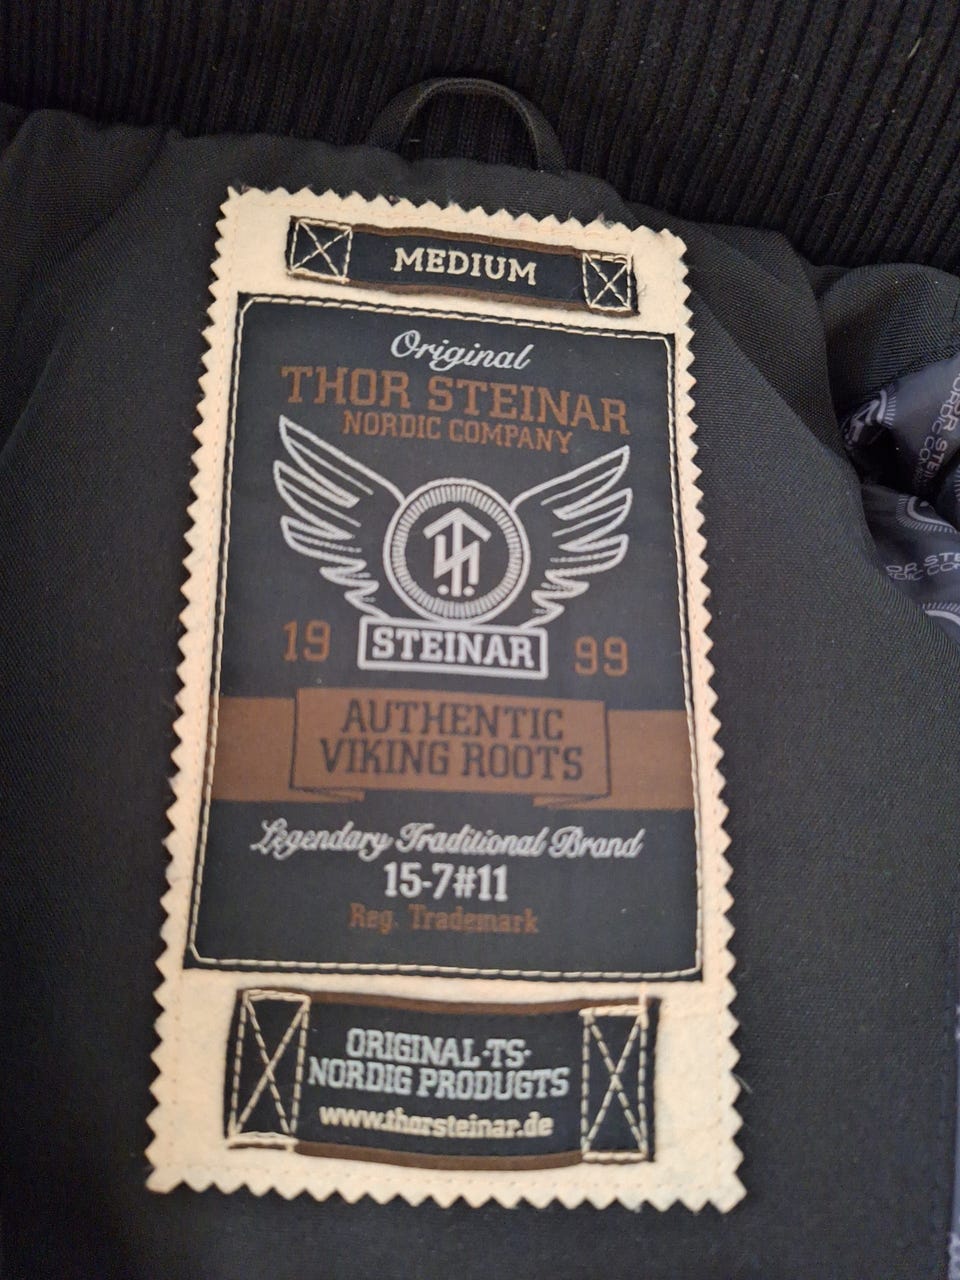 MEDIUM
Original
THOR STEINAR
NORDIC COMPANY
STEINAR
19 99
AUTHENTIC
VIKING ROOTS
Legendary Traditional Brand
15-7#11
Reg. Trademark
ORIGINAL-TS-
NORDIG PRODUGTS
www.thorsteinar.de